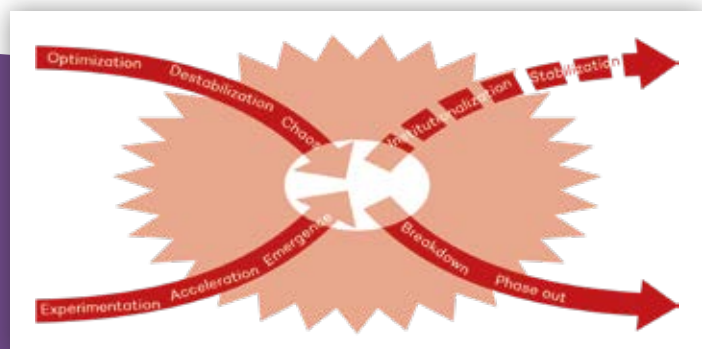 Optimization
Destabilization
Chaos
Institutionalization
Stabilization
Experimentation
Acceleration
Emergence
Breakdown
Phase out